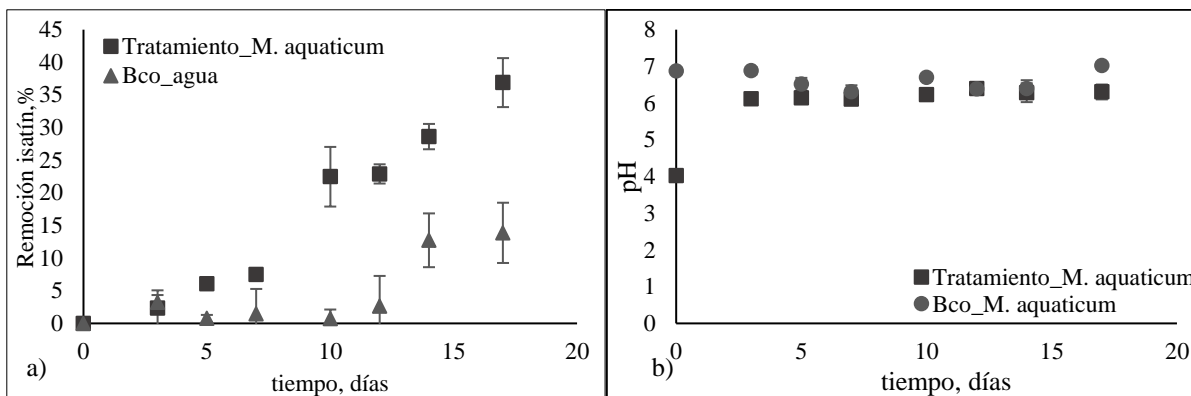 45
40
35
30
25
20
15
10
5
0
Remoción isatín,%
Tratamiento_M. aquaticum
Bco_agua
0 5 10 15 20
a)
tiempo, días
8
7
6
5
4
3
2
1
0
pH
Tratamiento_M. aquaticum
Bco_M. aquaticum
0 5 10 15 20
b)
tiempo, días